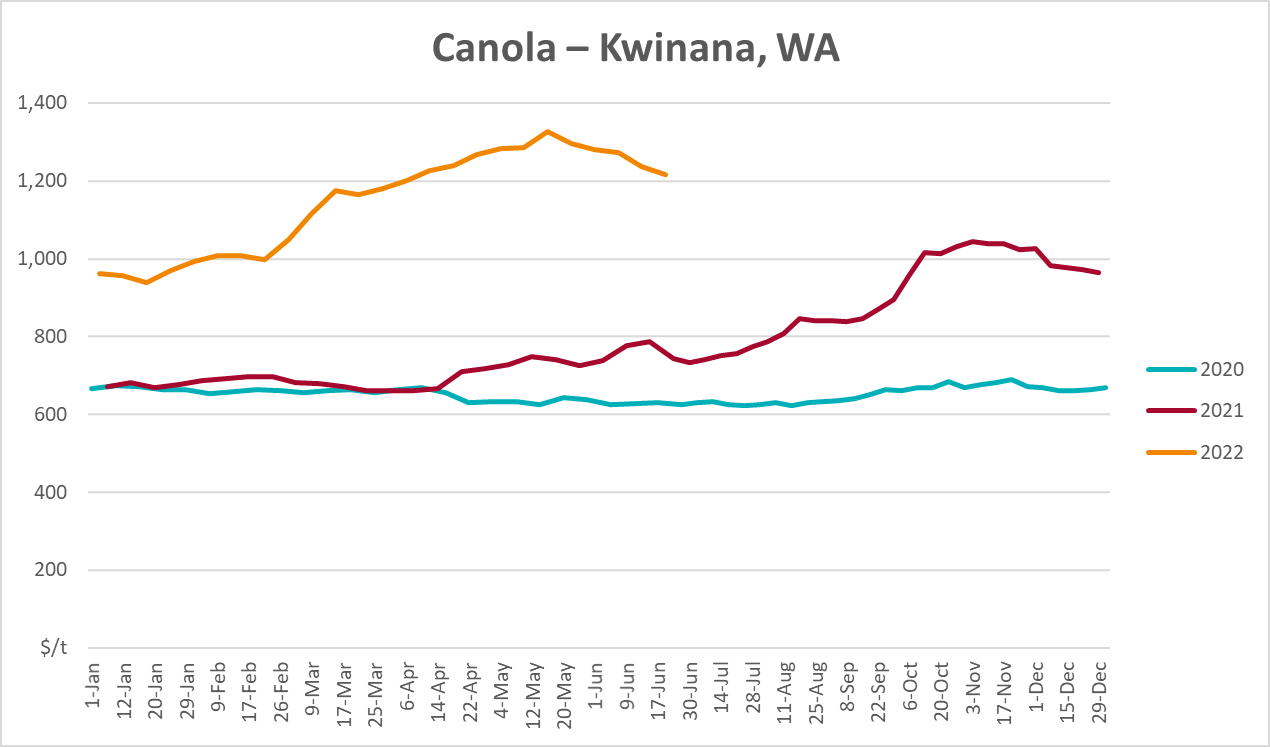 Canola – Kwinana, WA
1,400
1,200
1,000
800
600
400
200
$/t
1-Jan
12-Jan
20-Jan
29-Jan
9-Feb
17-Feb
26-Feb
9-Mar
17-Mar
25-Mar
6-Apr
14-Apr
22-Apr
4-May
12-May
20-May
1-Jun
9-Jun
17-Jun
30-Jun
14-Jul
28-Jul
11-Aug
25-Aug
8-Sep
22-Sep
6-Oct
20-Oct
3-Nov
17-Nov
1-Dec
15-Dec
29-Dec
2020
2021
2022